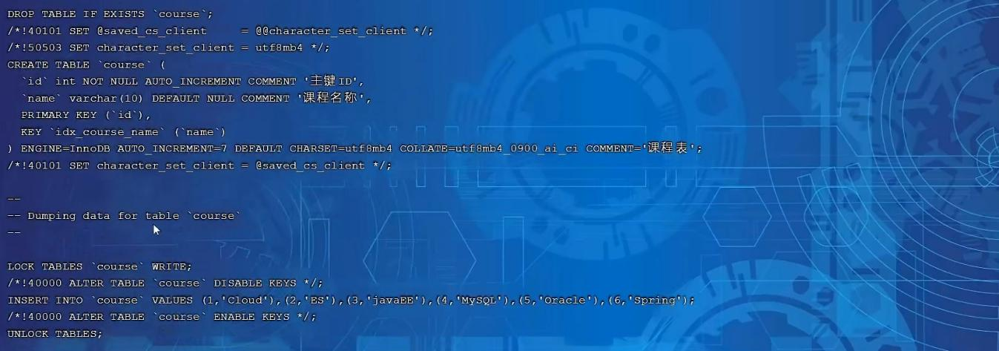 DROP TABLE IF EXISTS `course`;
/*!40101 SET @saved_cs_client     = @@character_set_client */;
/*!50503 SET character_set_client = utf8mb4 */;
CREATE TABLE `course` (
  `id` int NOT NULL AUTO_INCREMENT COMMENT '主键ID',
  `name` varchar(10) DEFAULT NULL COMMENT '课程名称',
  PRIMARY KEY (`id`),
  KEY `idx_course_name` (`name`)
) ENGINE=InnoDB AUTO_INCREMENT=7 DEFAULT CHARSET=utf8mb4 COLLATE=utf8mb4_0900_ai_ci COMMENT='课程表';
/*!40101 SET character_set_client = @saved_cs_client */;
--
-- Dumping data for table `course`
--
LOCK TABLES `course` WRITE;
/*!40000 ALTER TABLE `course` DISABLE KEYS */;
INSERT INTO `course` VALUES (1,'Cloud'),(2,'ES'),(3,'javaEE'),(4,'MySQL'),(5,'Oracle'),(6,'Spring');
/*!40000 ALTER TABLE `course` ENABLE KEYS */;
UNLOCK TABLES;